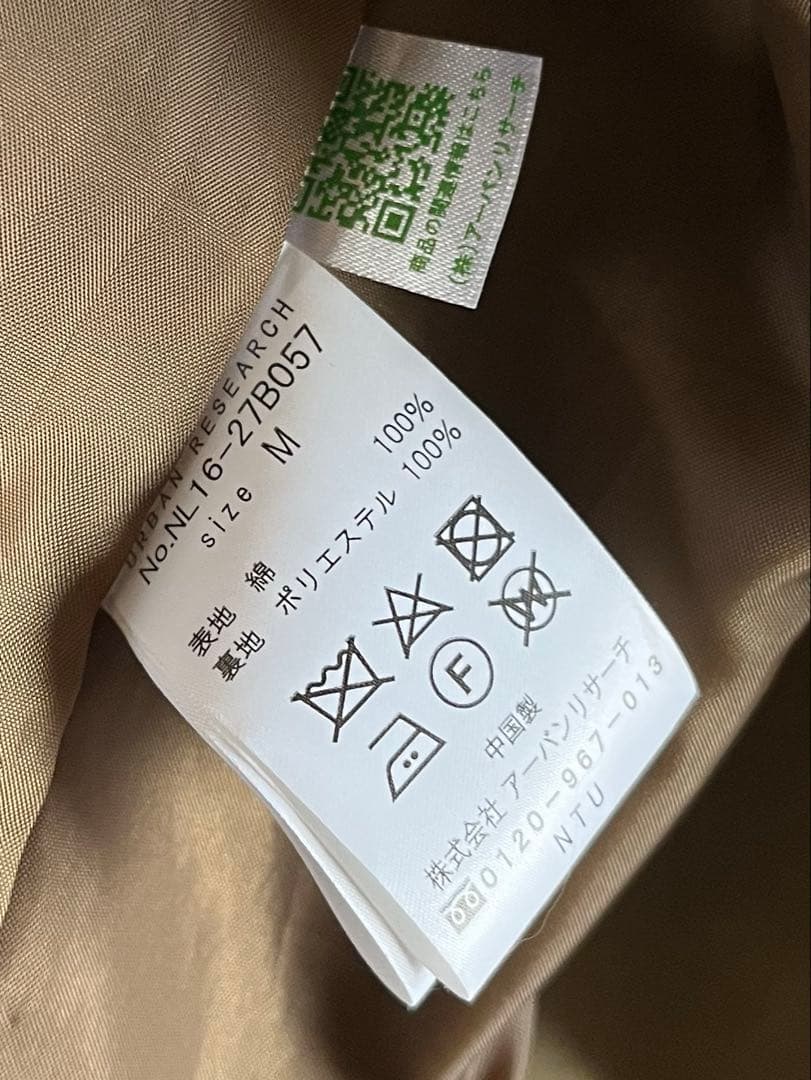 商品の関連情報はこちら
(株)アーバンリサーチ
URBAN RESEARCH
No.NL16-27B057
size M
表地 綿 100%
裏地 ポリエステル 100%
W
F
中国製
株式会社 アーバンリサーチ
0120-967-013
NTU